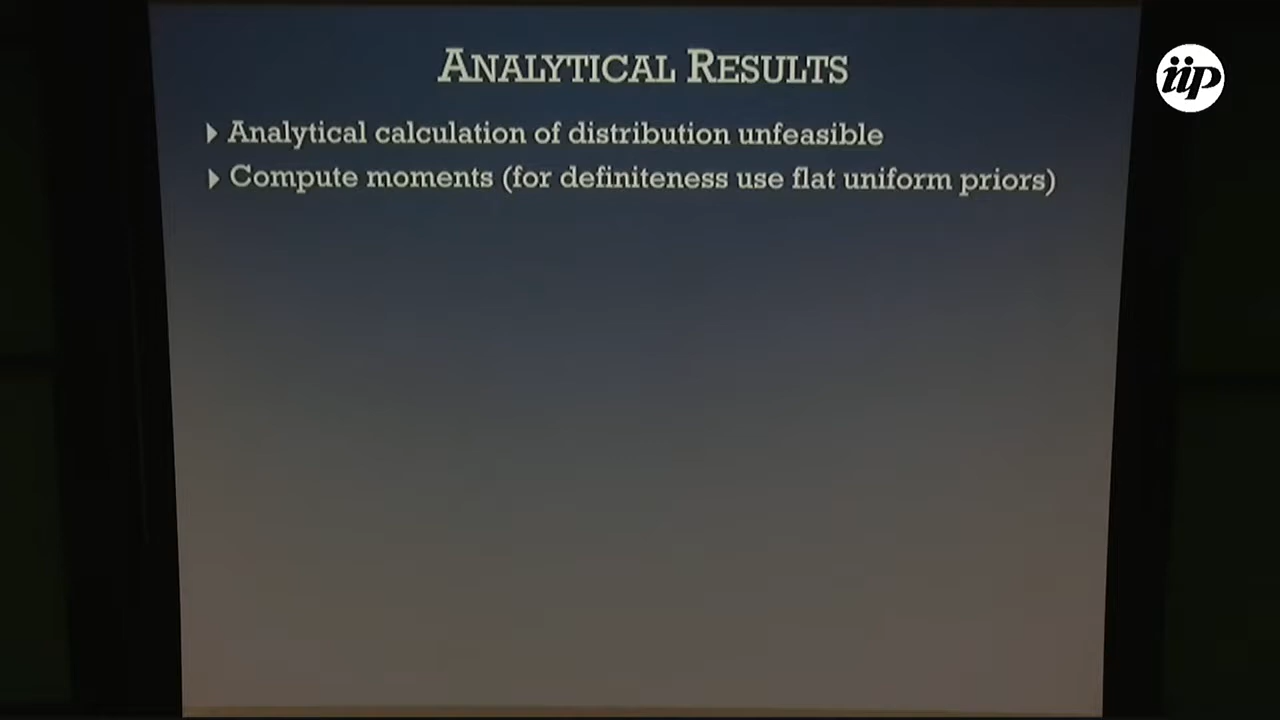 ANALYTICAL RESULTS
Analytical calculation of distribution unfeasible
Compute moments (for definiteness use flat uniform priors)
iip